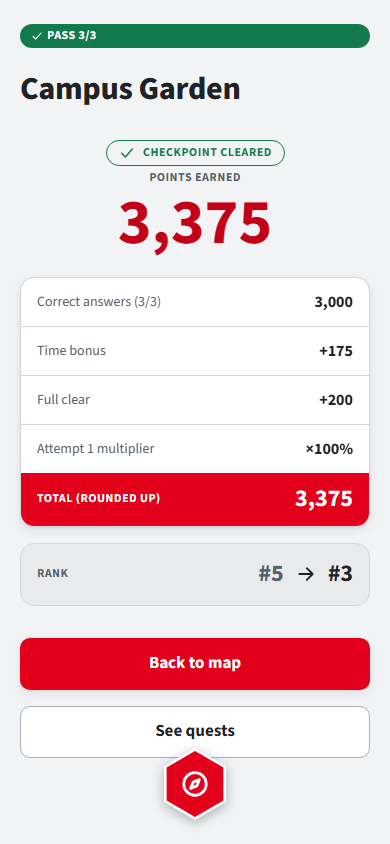 PASS 3/3
Campus Garden
CHECKPOINT CLEARED
POINTS EARNED
3,375
Correct answers (3/3) 3,000
Time bonus +175
Full clear +200
Attempt 1 multiplier ×100%
TOTAL (ROUNDED UP) 3,375
RANK #5 → #3
Back to map
See quests